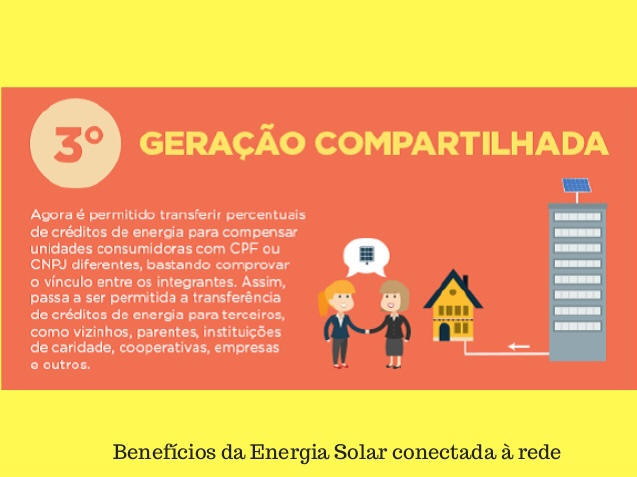 3º
GERAÇÃO COMPARTILHADA
Agora é permitido transferir percentuais
de créditos de energia para compensar
unidades consumidoras com CPF ou
CNPJ diferentes, bastando comprovar
o vínculo entre os integrantes. Assim,
passa a ser permitida a transferência
de créditos de energia para terceiros,
como vizinhos, parentes, instituições
de caridade, cooperativas, empresas
e outros.
Benefícios da Energia Solar conectada à rede